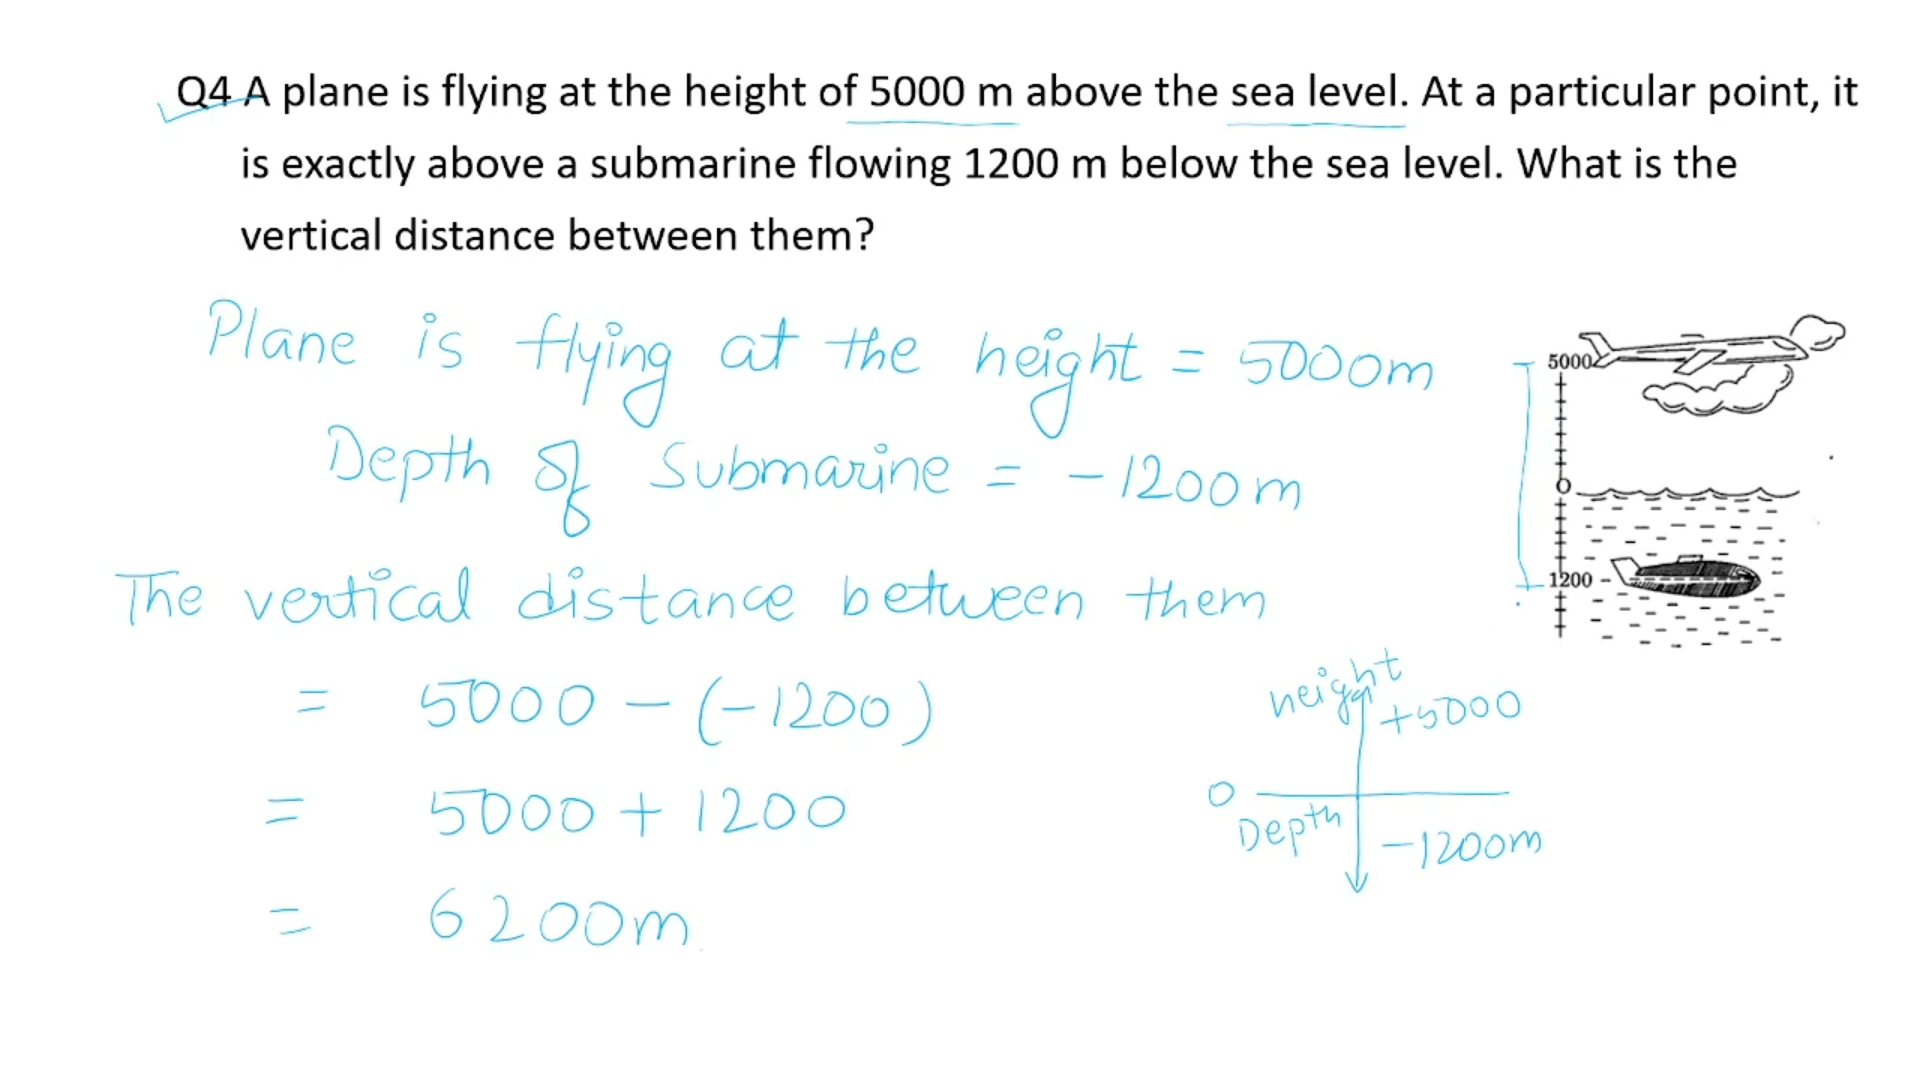 Q4 A plane is flying at the height of 5000 m above the sea level. At a particular point, it
is exactly above a submarine flowing 1200 m below the sea level. What is the
vertical distance between them?
Plane is flying at the height = 5000m
Depth of Submarine = -1200m
The vertical distance between them
= 5000 - (-1200)
= 5000 + 1200
= 6200m
5000
0
1200
height
+5000
0
Depth
-1200m